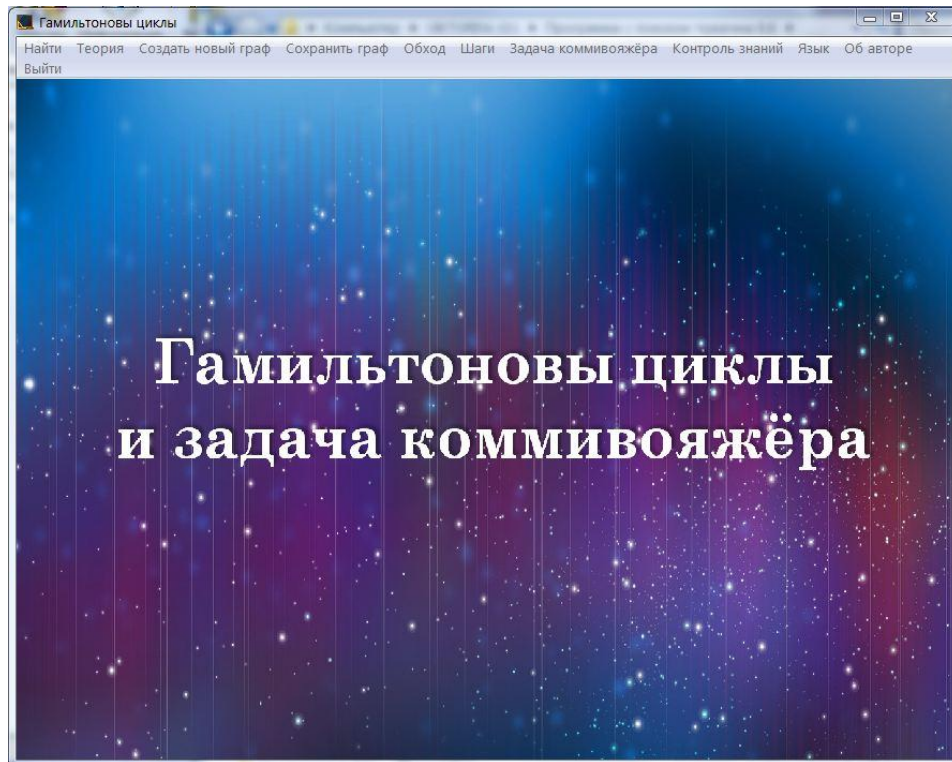 Гамильтоновы циклы
Найти Теория Создать новый граф Сохранить граф Обход Шаги Задача коммивояжёра Контроль знаний Язык Об авторе
Выйти
Гамильтоновы циклы
и задача коммивояжёра